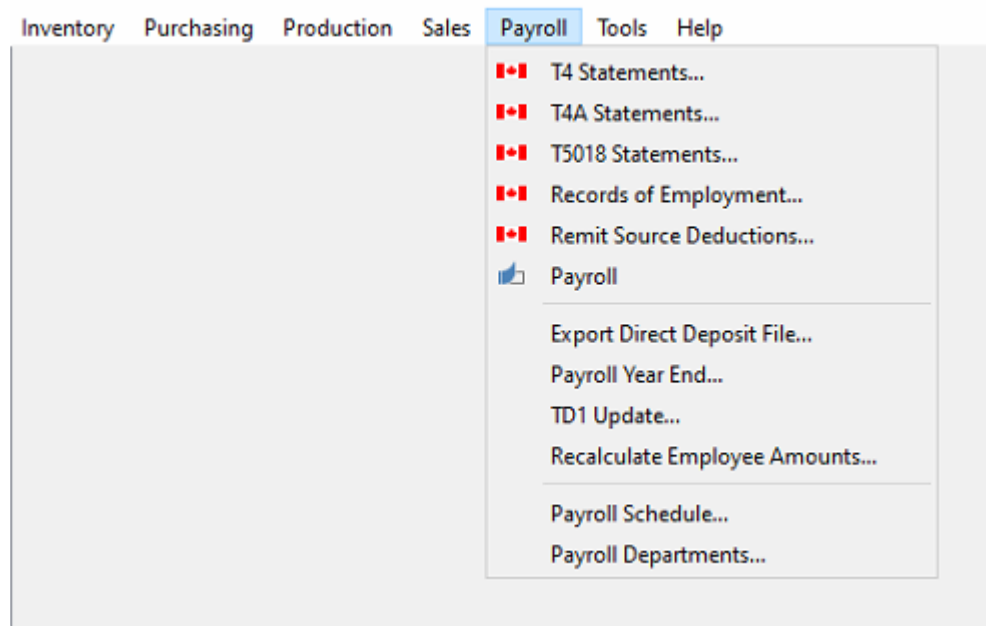 Inventory Purchasing Production Sales Payroll Tools Help
T4 Statements...
T4A Statements...
T5018 Statements...
Records of Employment...
Remit Source Deductions...
Payroll
Export Direct Deposit File...
Payroll Year End...
TD1 Update...
Recalculate Employee Amounts...
Payroll Schedule...
Payroll Departments...